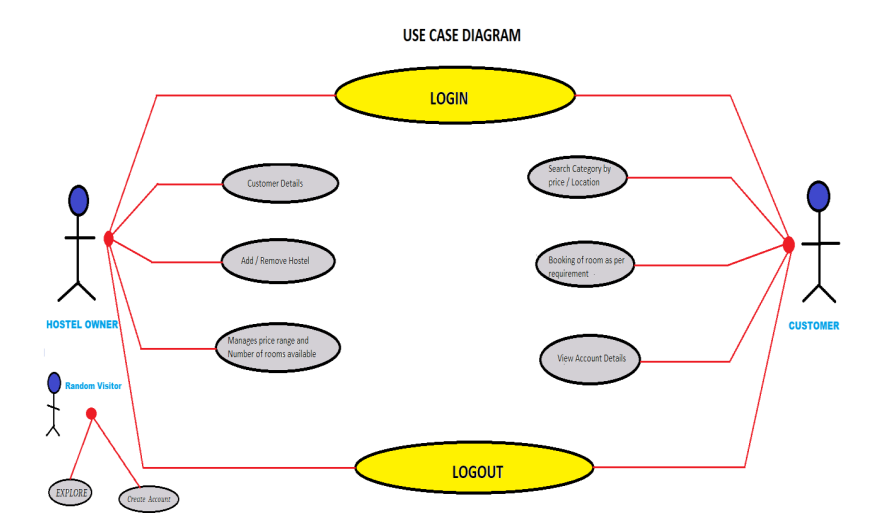 USE CASE DIAGRAM
LOGIN
Customer Details
Search Category by
price / Location
Add / Remove Hostel
Booking of room as per
requirement
HOSTEL OWNER
CUSTOMER
Manages price range and
Number of rooms available
View Account Details
Random Visitor
LOGOUT
EXPLORE
Create Account